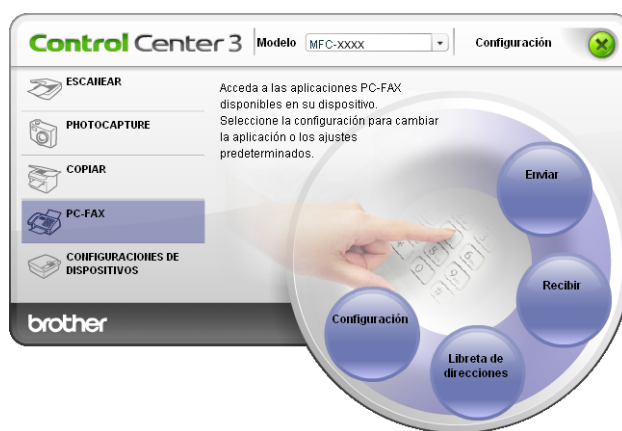 Control Center 3 Modelo MFC-XXXX Configuración
ESCANEAR
PHOTOCAPTURE
COPIAR
PC-FAX
CONFIGURACIONES DE
DISPOSITIVOS
brother
Acceda a las aplicaciones PC-FAX
disponibles en su dispositivo.
Seleccione la configuración para cambiar
la aplicación o los ajustes
predeterminados.
Enviar
Recibir
Libreta de
direcciones
Configuración